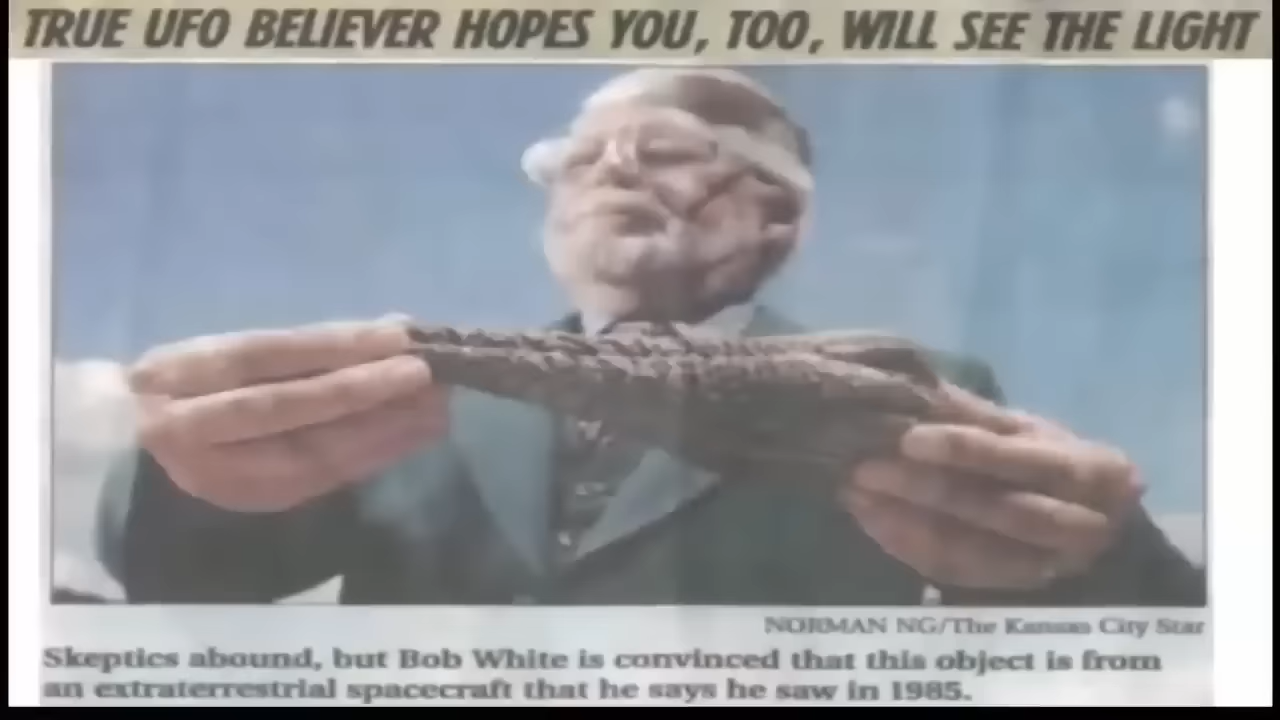 TRUE UFO BELIEVER HOPES YOU, TOO, WILL SEE THE LIGHT
NORMAN NG/The Kansas City Star
Skeptics abound, but Bob White is convinced that this object is from
an extraterrestrial spacecraft that he says he saw in 1985.